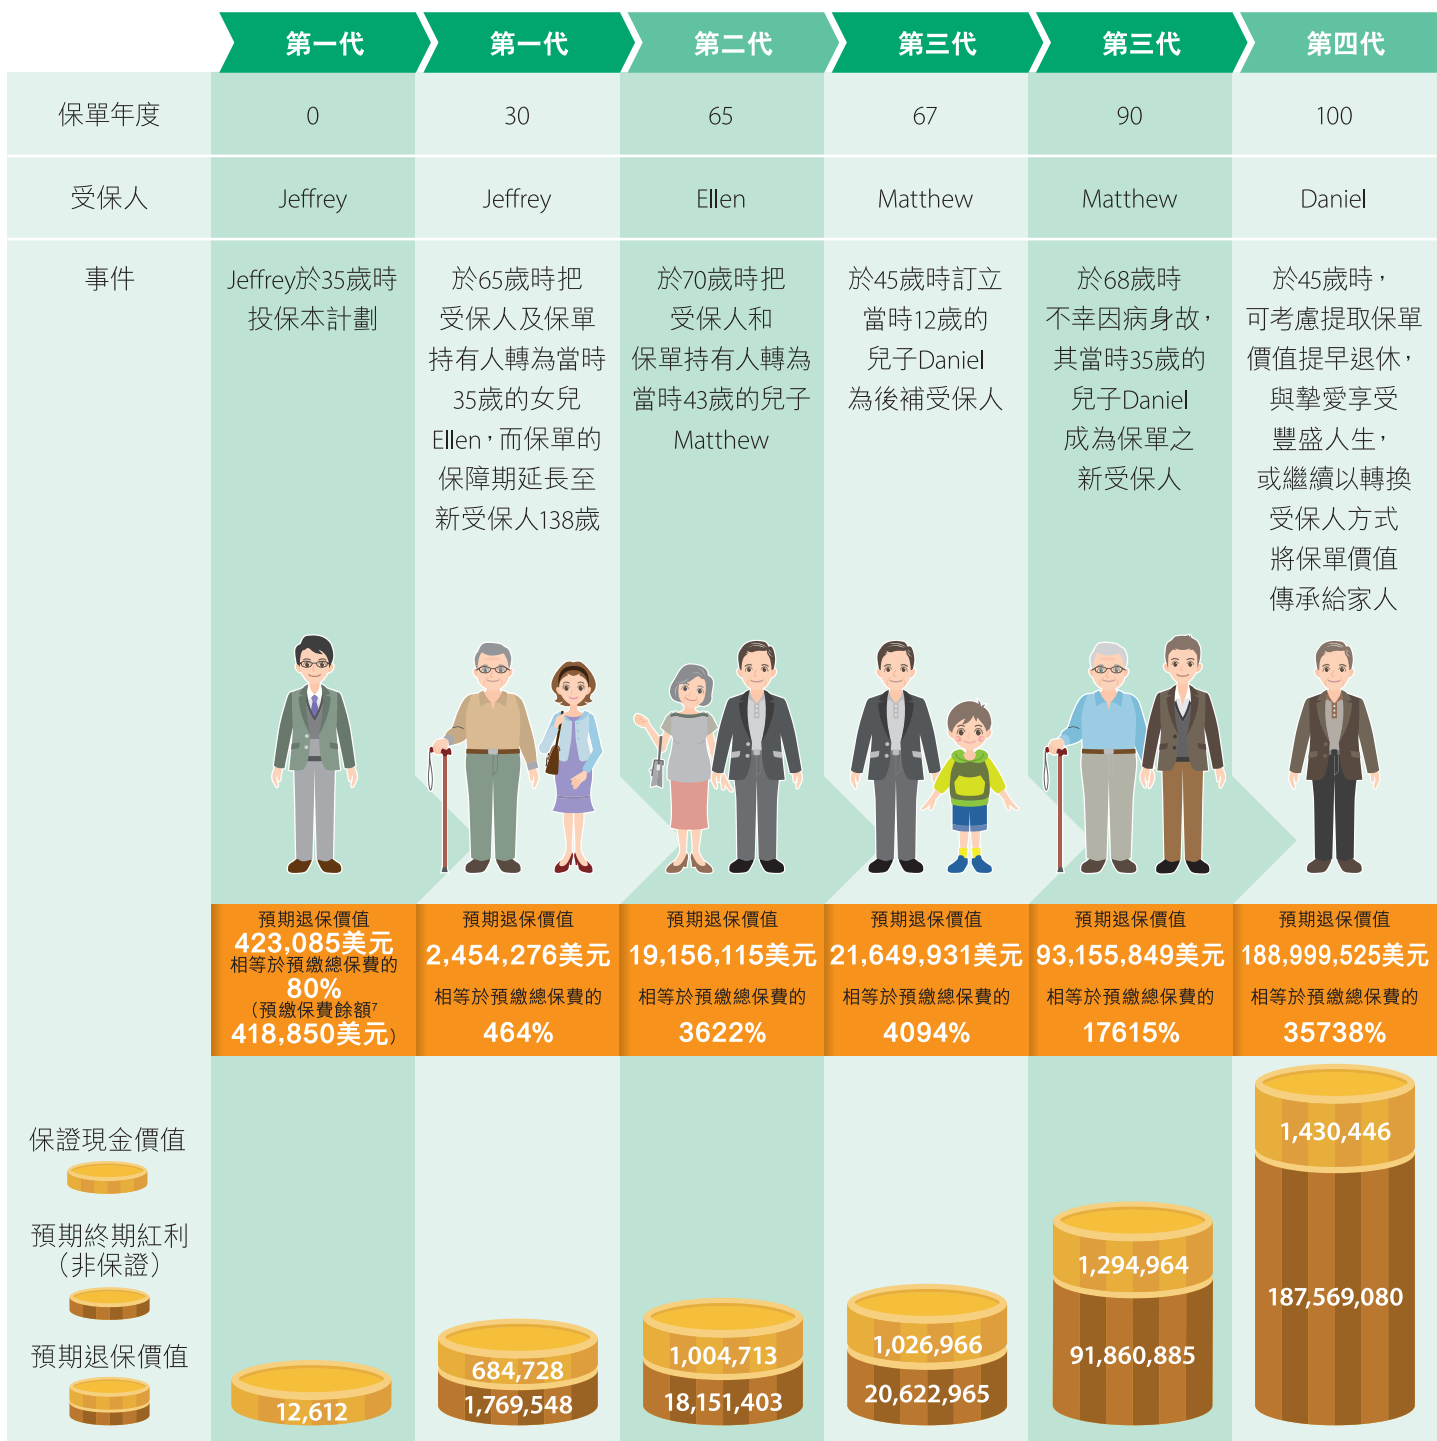 第一代
第一代
第二代
第三代
第三代
第四代
保單年度
0
30
65
67
90
100
受保人
Jeffrey
Jeffrey
Ellen
Matthew
Matthew
Daniel
事件
Jeffrey於35歲時
投保本計劃
於65歲時把
受保人及保單
持有人轉為當時
35歲的女兒
Ellen，而保單的
保障期延長至
新受保人138歲
於70歲時把
受保人和
保單持有人轉為
當時43歲的兒子
Matthew
於45歲時訂立
當時12歲的
兒子Daniel
為後補受保人
於68歲時
不幸因病身故，
其當時35歲的
兒子Daniel
成為保單之
新受保人
於45歲時，
可考慮提取保單
價值提早退休，
與摯愛享受
豐盛人生，
或繼續以轉換
受保人方式
將保單價值
傳承給家人
預期退保價值
423,085美元
相等於預繳總保費的
80%
（預繳保費餘額7
418,850美元）
預期退保價值
2,454,276美元
相等於預繳總保費的
464%
預期退保價值
19,156,115美元
相等於預繳總保費的
3622%
預期退保價值
21,649,931美元
相等於預繳總保費的
4094%
預期退保價值
93,155,849美元
相等於預繳總保費的
17615%
預期退保價值
188,999,525美元
相等於預繳總保費的
35738%
保證現金價值
預期終期紅利
（非保證）
預期退保價值
12,612
684,728
1,769,548
1,004,713
18,151,403
1,026,966
20,622,965
1,294,964
91,860,885
1,430,446
187,569,080